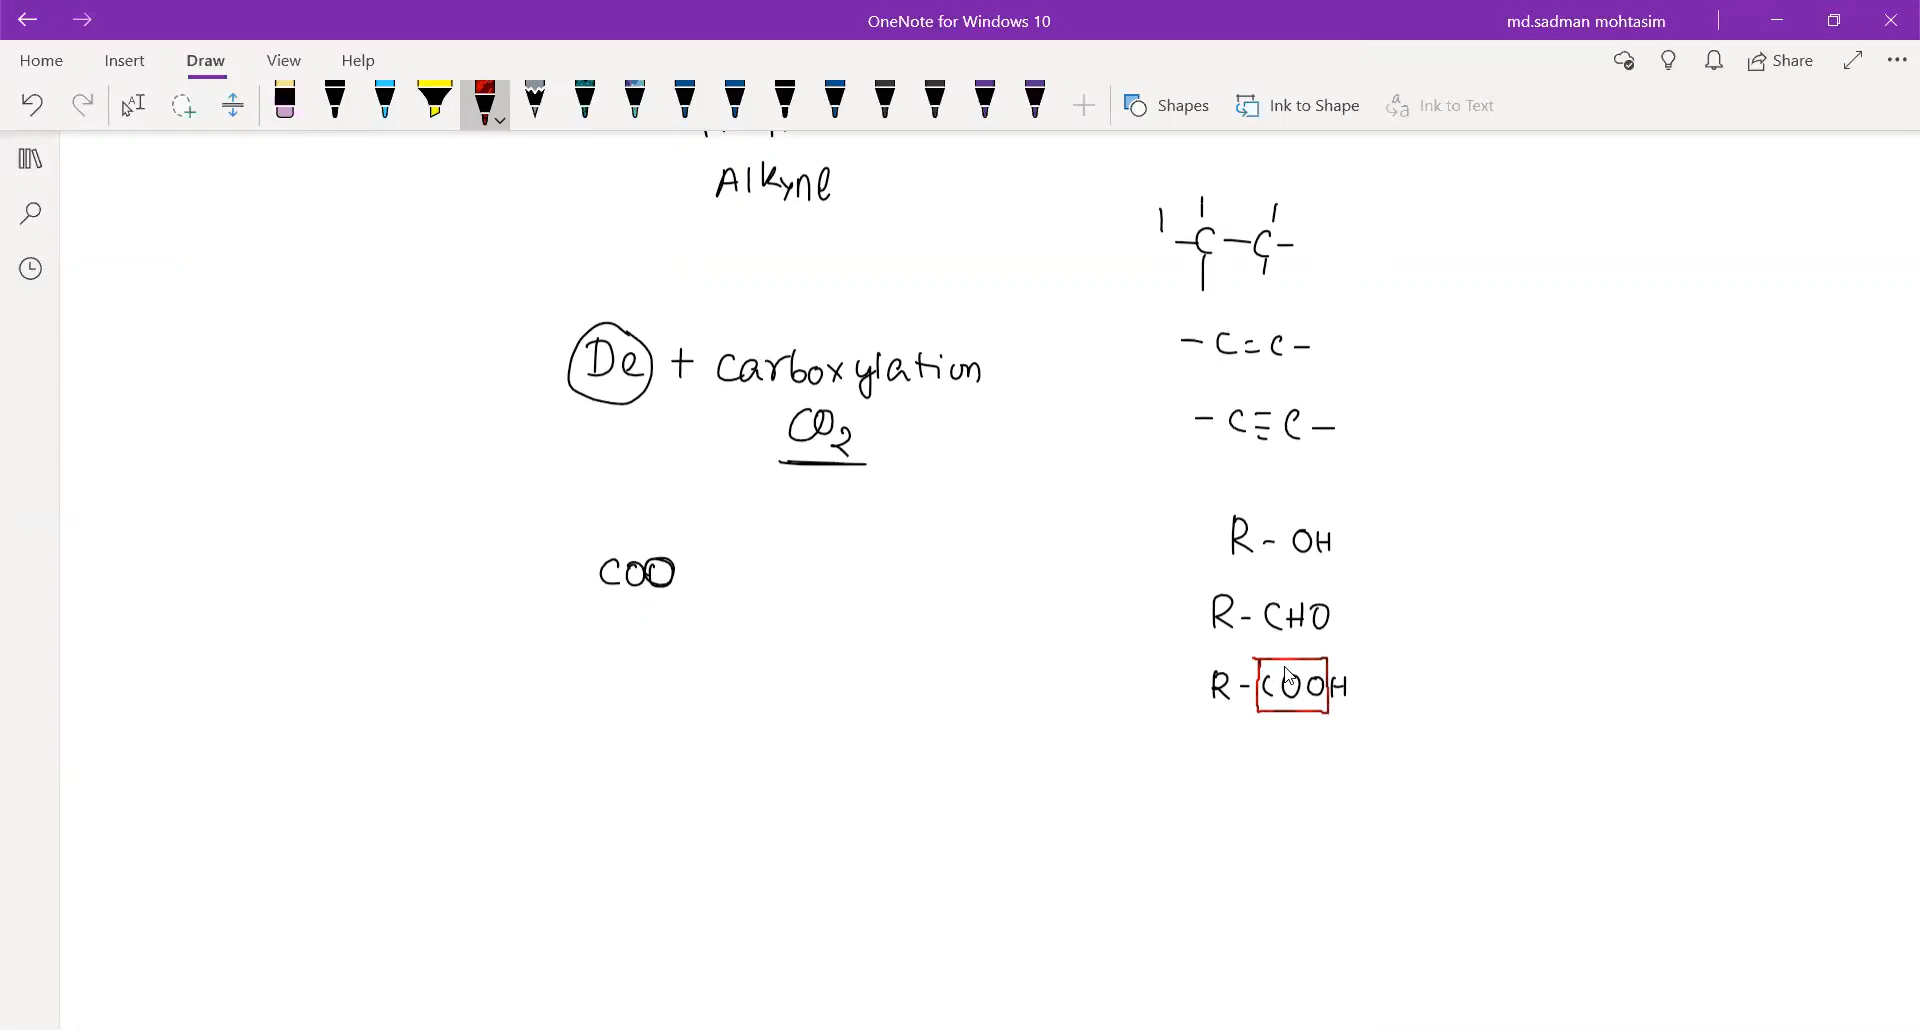 OneNote for Windows 10
md.sadman mohtasim
Home Insert Draw View Help
Share
Shapes Ink to Shape Ink to Text
Alkyne
-C-C-
-C=C-
De + carboxylation
CO2
-C≡C-
R-OH
COO
R-CHO
R-COOH